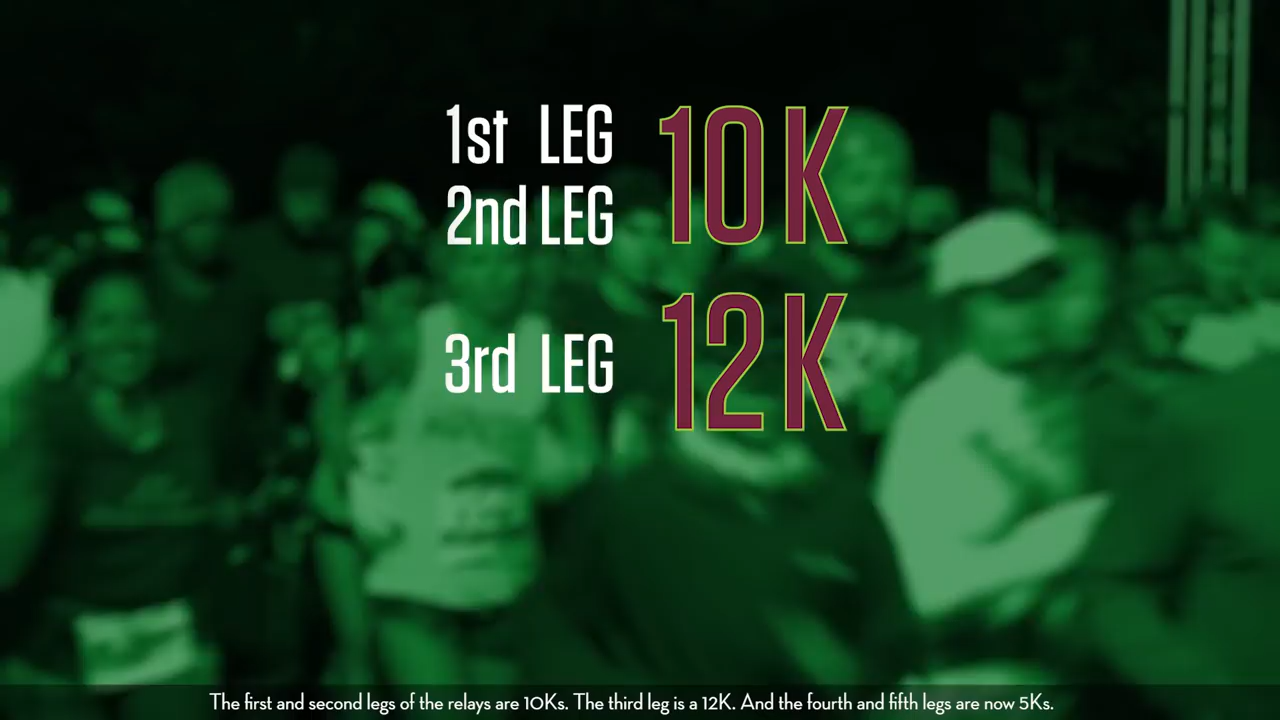 1st LEG
2nd LEG
10K
3rd LEG
12K
The first and second legs of the relays are 10Ks. The third leg is a 12K. And the fourth and fifth legs are now 5Ks.